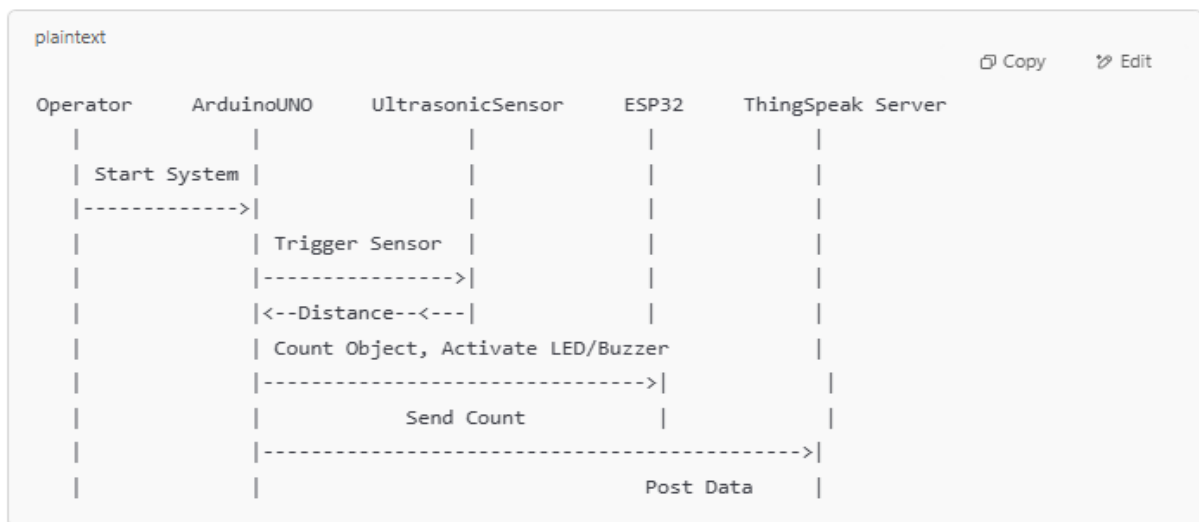 plaintext
Copy Edit
Operator ArduinoUNO UltrasonicSensor ESP32 ThingSpeak Server
| | | | |
| Start System | | | |
|------------->| | | |
| | Trigger Sensor | | |
| |---------------->| | |
| |<--Distance--<---| | |
| | Count Object, Activate LED/Buzzer |
| |-------------------------------->| |
| | Send Count | |
| |--------------------------------------------->|
| | Post Data |